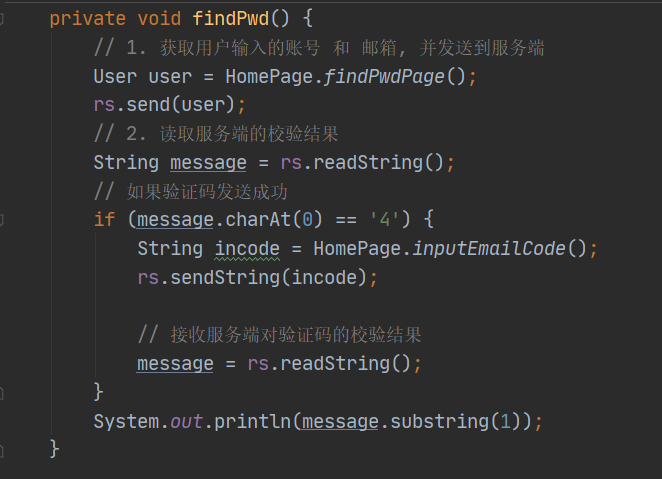 private void findPwd() {
// 1. 获取用户输入的账号 和 邮箱, 并发送到服务端
User user = HomePage.findPwdPage();
rs.send(user);
// 2. 读取服务端的校验结果
String message = rs.readString();
// 如果验证码发送成功
if (message.charAt(0) == '4') {
String incode = HomePage.inputEmailCode();
rs.sendString(incode);
// 接收服务端对验证码的校验结果
message = rs.readString();
}
System.out.println(message.substring(1));
}